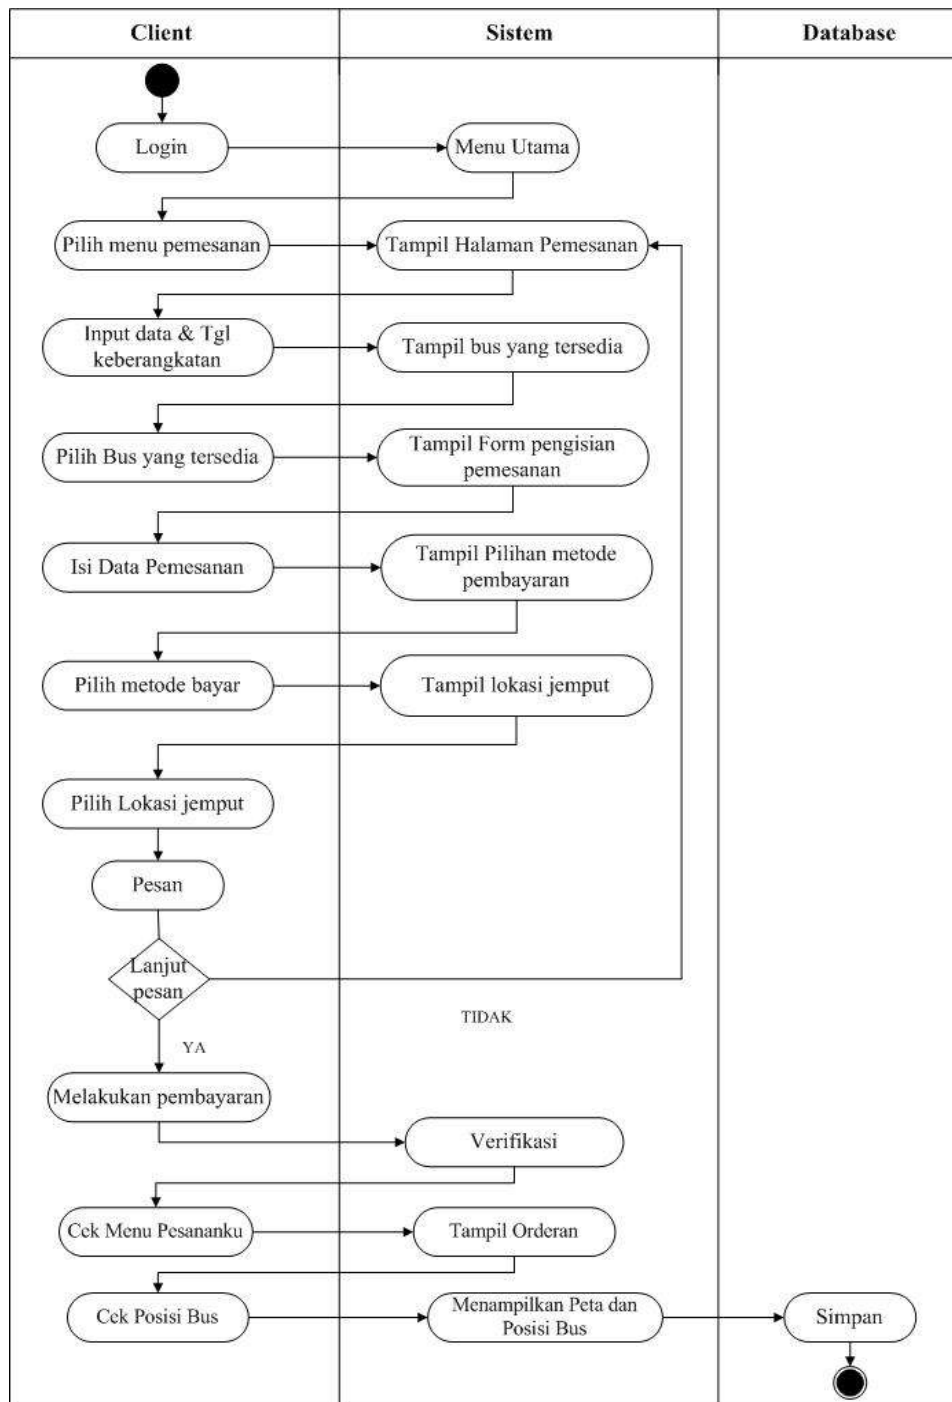 Client
Sistem
Database
Login
Menu Utama
Pilih menu pemesanan
Tampil Halaman Pemesanan
Input data & Tgl
keberangkatan
Tampil bus yang tersedia
Pilih Bus yang tersedia
Tampil Form pengisian
pemesanan
Isi Data Pemesanan
Tampil Pilihan metode
pembayaran
Pilih metode bayar
Tampil lokasi jemput
Pilih Lokasi jemput
Pesan
Lanjut
pesan
TIDAK
YA
Melakukan pembayaran
Verifikasi
Cek Menu Pesananku
Tampil Orderan
Cek Posisi Bus
Menampilkan Peta dan
Posisi Bus
Simpan